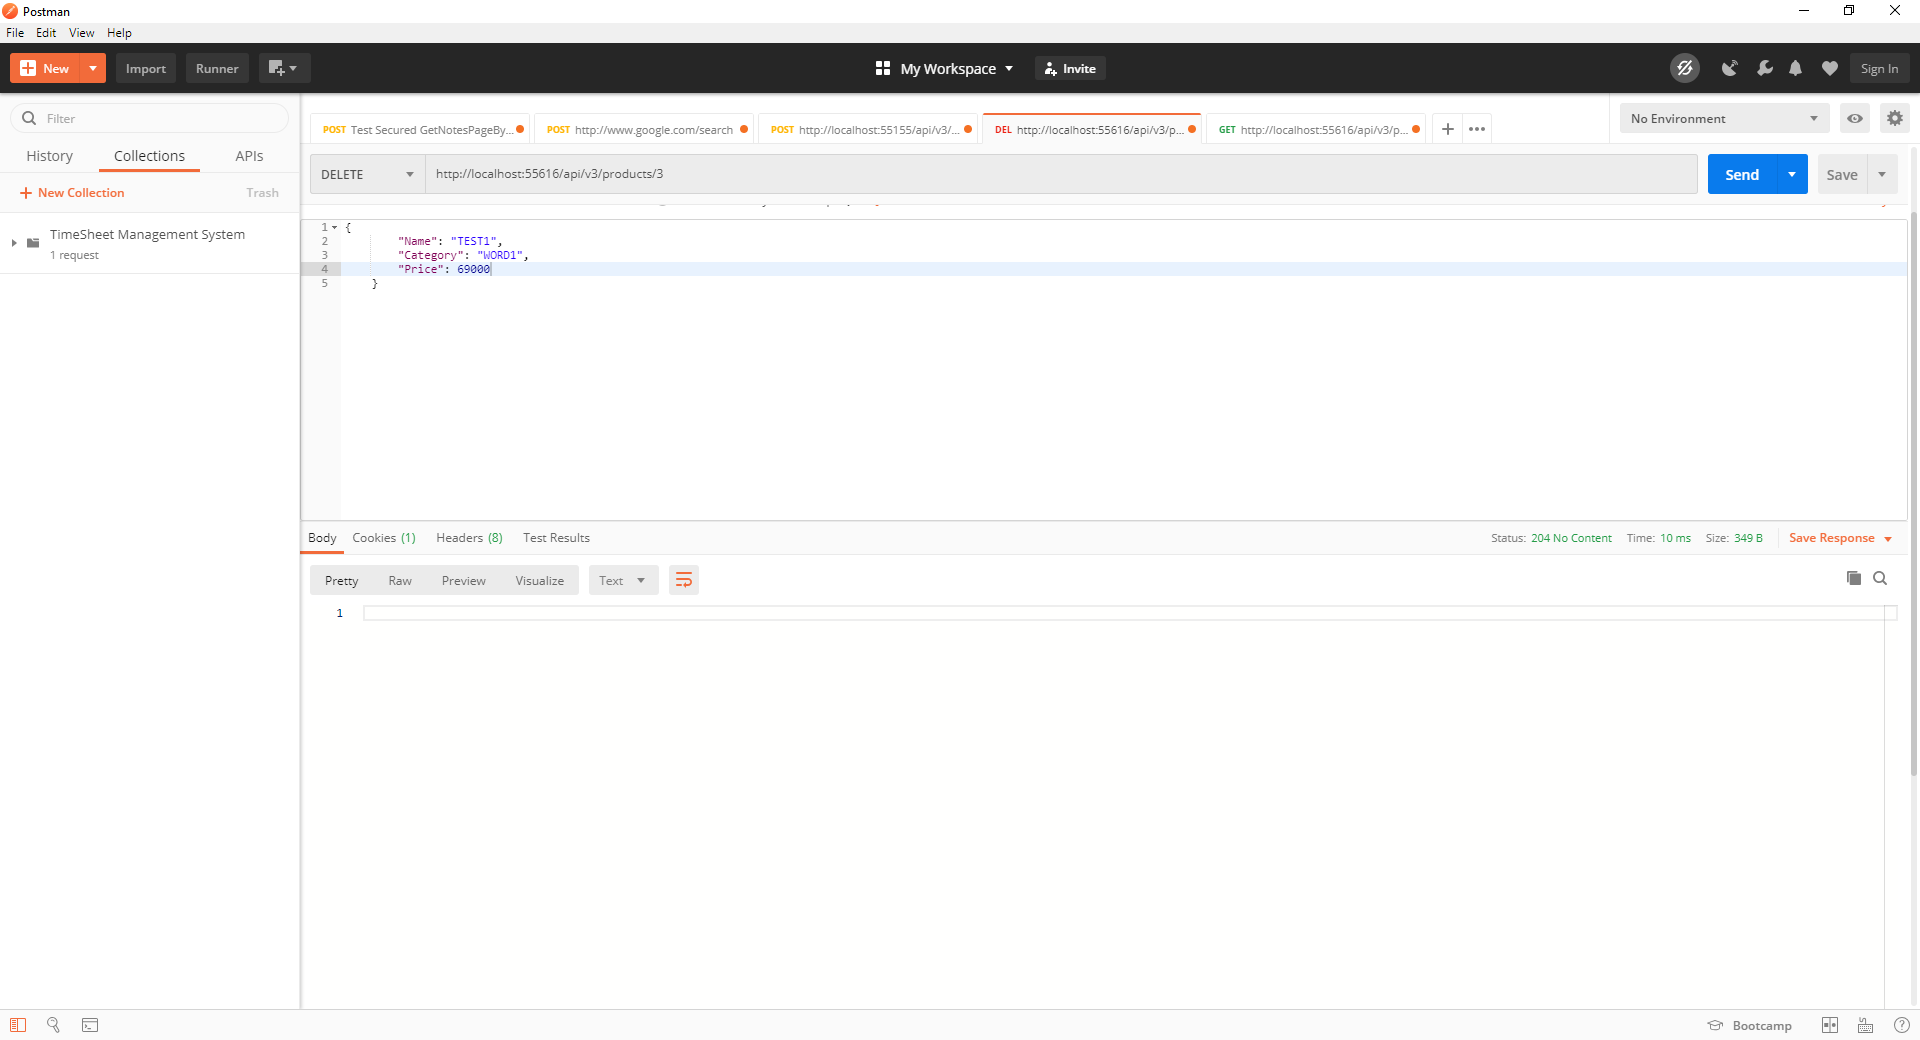 Postman
File Edit View Help
New Import Runner My Workspace Invite Sign In
Filter
History Collections APIs
New Collection Trash
TimeSheet Management System
1 request
POST Test Secured GetNotesPageBy... POST http://www.google.com/search POST http://localhost:55155/api/v3/... DEL http://localhost:55616/api/v3/p... GET http://localhost:55616/api/v3/p... No Environment
DELETE http://localhost:55616/api/v3/products/3 Send Save
1 {
2 "Name": "TEST1",
3 "Category": "WORD1",
4 "Price": 69000
5 }
Body Cookies (1) Headers (8) Test Results Status: 204 No Content Time: 10 ms Size: 349 B Save Response
Pretty Raw Preview Visualize Text
1
Bootcamp